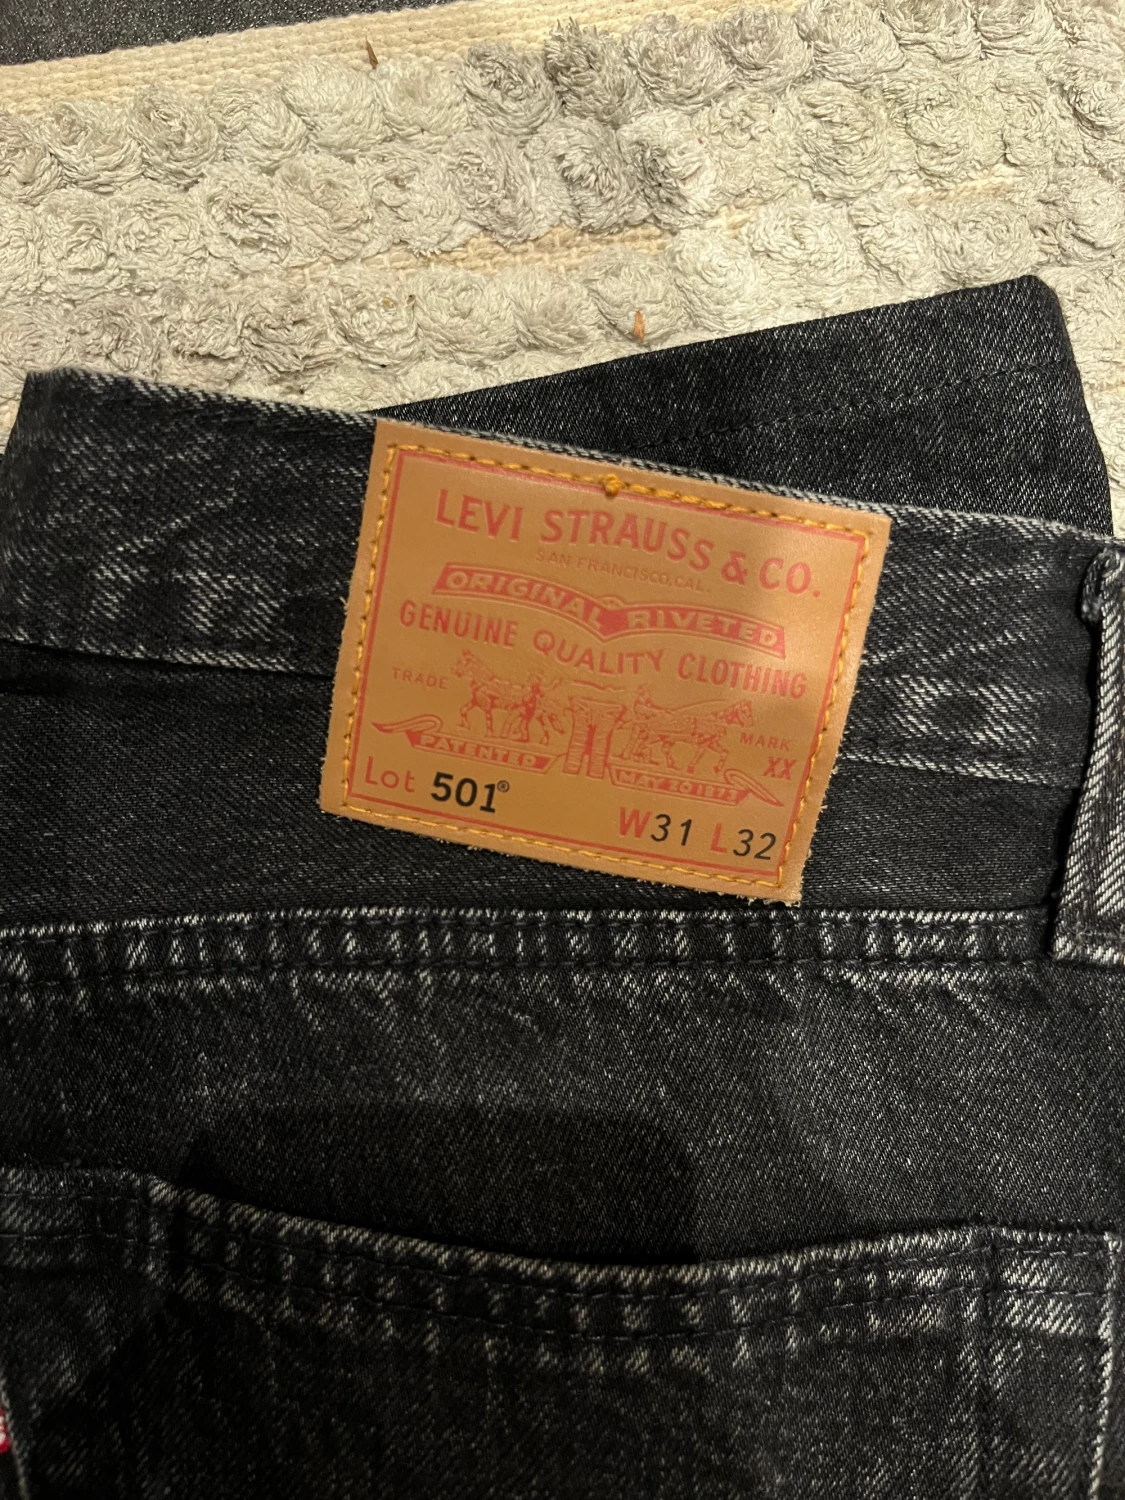 LEVI STRAUSS & CO.
SAN FRANCISCO, CAL.
ORIGINAL RIVETED
GENUINE QUALITY CLOTHING
TRADE MARK
PATENTED MAY 20 1873
XX
Lot 501®
W31 L32